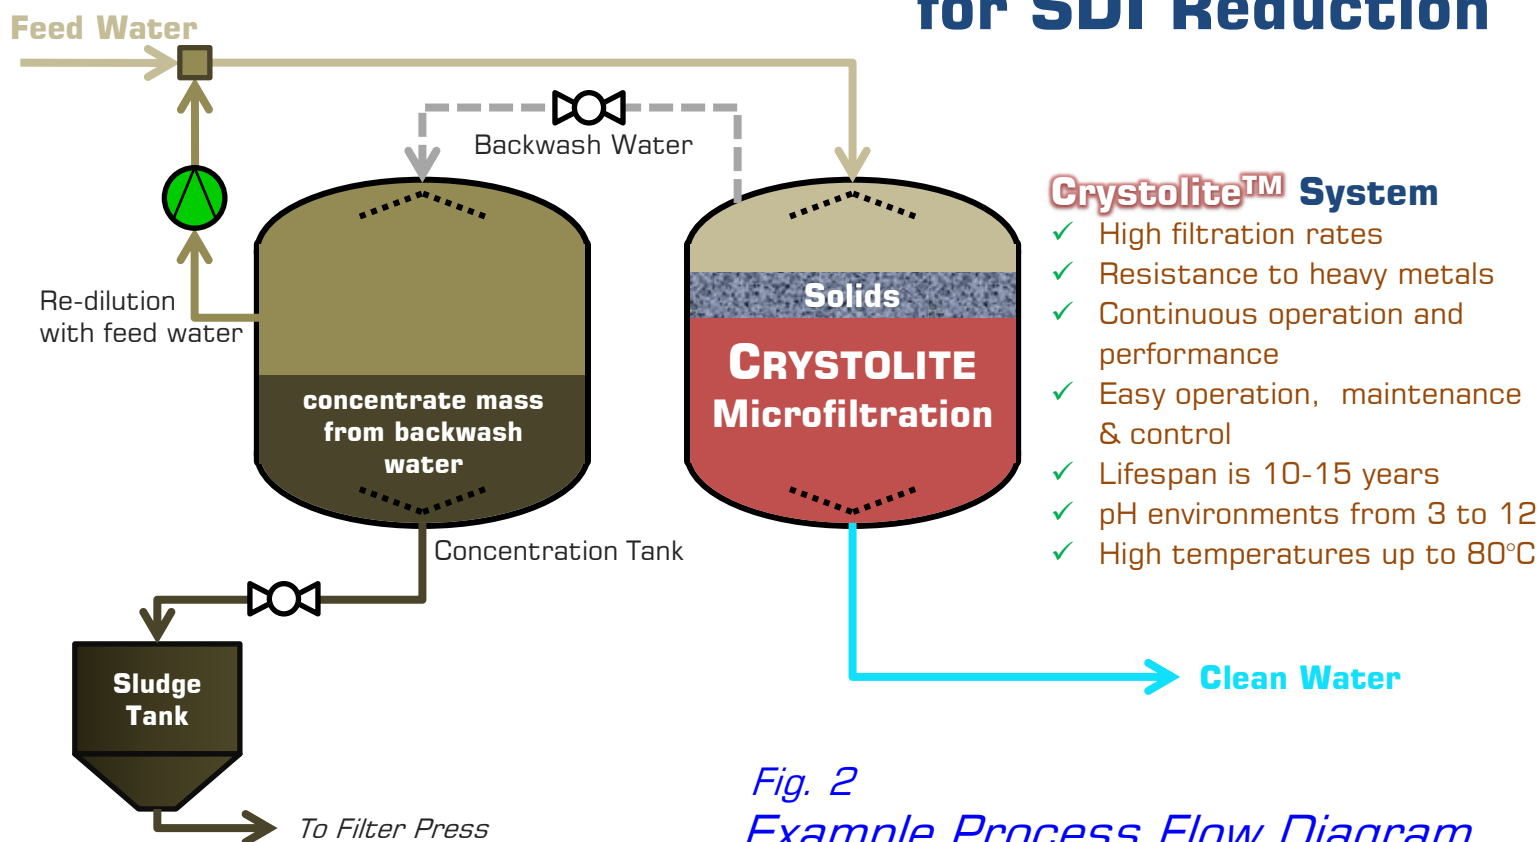 for SDI Reduction
Feed Water
Backwash Water
Re-dilution
with feed water
concentrate mass
from backwash
water
Concentration Tank
Sludge
Tank
To Filter Press
Solids
CRYSTOLITE
Microfiltration
Crystolite™ System
✓ High filtration rates
✓ Resistance to heavy metals
✓ Continuous operation and
performance
✓ Easy operation, maintenance
& control
✓ Lifespan is 10-15 years
✓ pH environments from 3 to 12
✓ High temperatures up to 80°C
Clean Water
Fig. 2
Example Process Flow Diagram